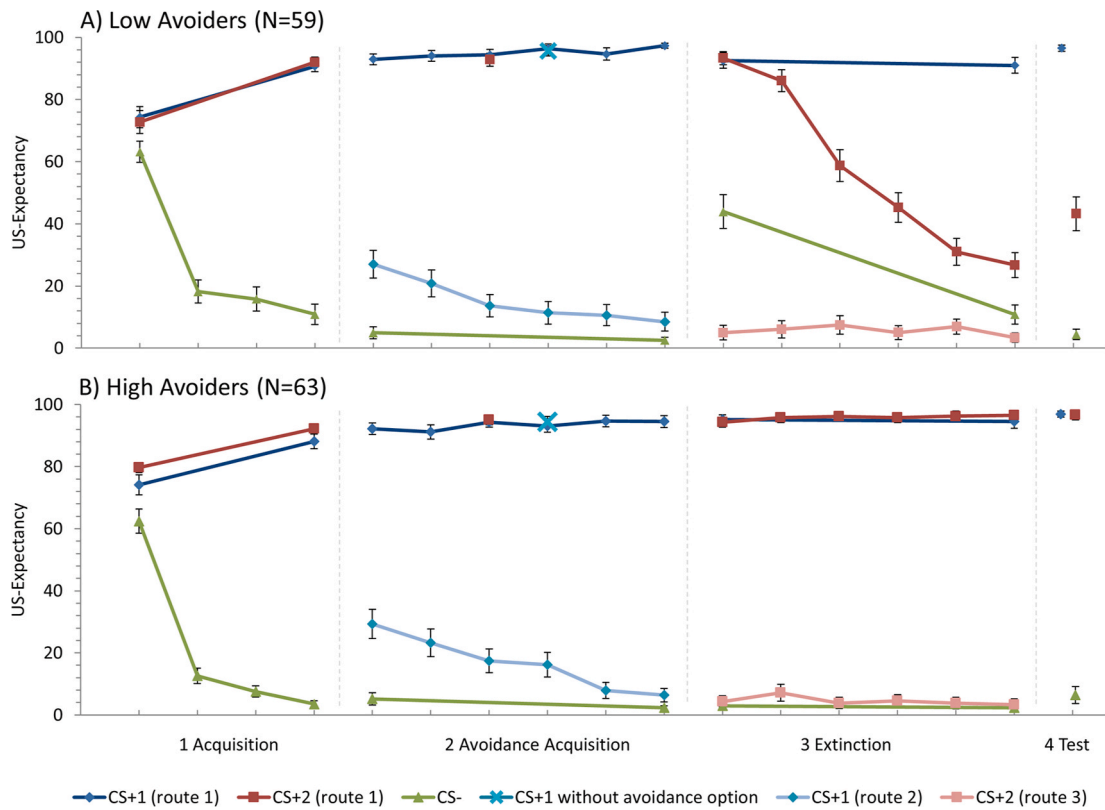 A) Low Avoiders (N=59)
100
80
60
40
20
0
US-Expectancy
B) High Avoiders (N=63)
100
80
60
40
20
0
US-Expectancy
1 Acquisition 2 Avoidance Acquisition 3 Extinction 4 Test
CS+1 (route 1) CS+2 (route 1) CS- CS+1 without avoidance option CS+1 (route 2) CS+2 (route 3)